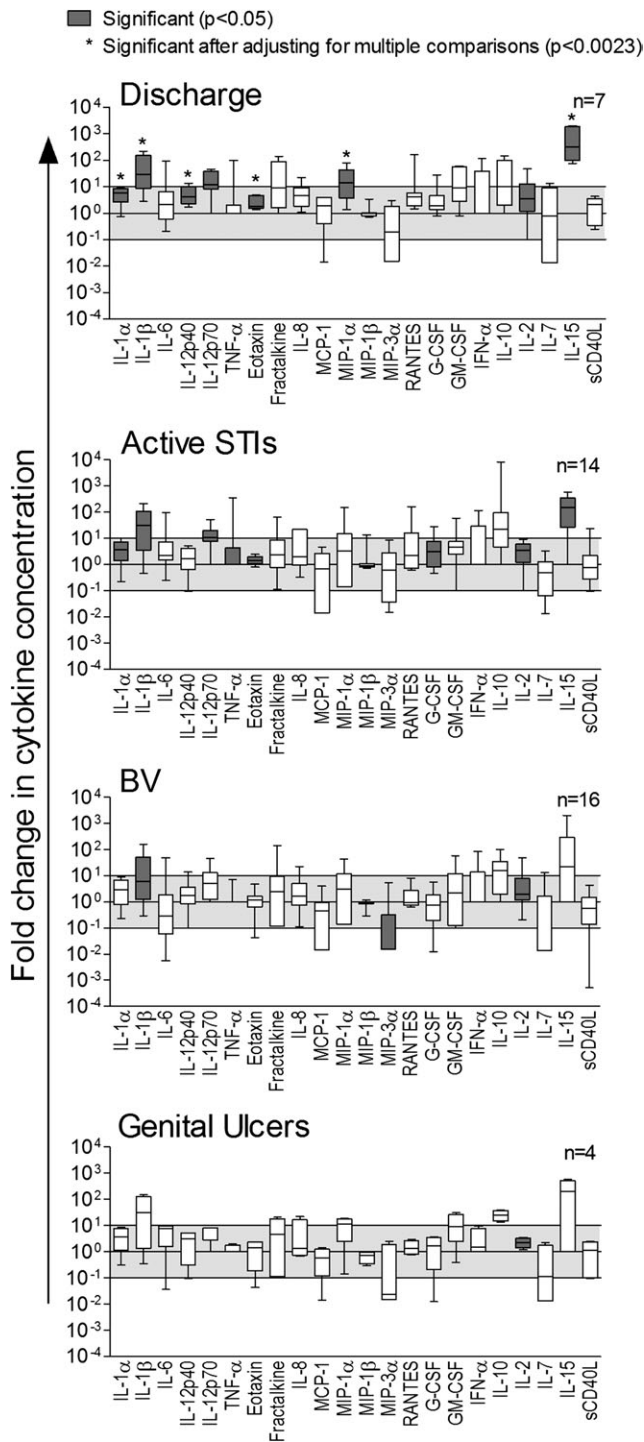 Significant (p<0.05)
* Significant after adjusting for multiple comparisons (p<0.0023)
Fold change in cytokine concentration
Discharge
n=7
10⁴
10³
10²
10¹
10⁰
10⁻¹
10⁻²
10⁻³
10⁻⁴
* * * * * *
IL-1α IL-1β IL-6 IL-12p40 IL-12p70 TNF-α Eotaxin Fractalkine IL-8 MCP-1 MIP-1α MIP-1β MIP-3α RANTES G-CSF GM-CSF IFN-α IL-10 IL-2 IL-7 IL-15 sCD40L
Active STIs
n=14
10⁴
10³
10²
10¹
10⁰
10⁻¹
10⁻²
10⁻³
10⁻⁴
IL-1α IL-1β IL-6 IL-12p40 IL-12p70 TNF-α Eotaxin Fractalkine IL-8 MCP-1 MIP-1α MIP-1β MIP-3α RANTES G-CSF GM-CSF IFN-α IL-10 IL-2 IL-7 IL-15 sCD40L
BV
n=16
10⁴
10³
10²
10¹
10⁰
10⁻¹
10⁻²
10⁻³
10⁻⁴
IL-1α IL-1β IL-6 IL-12p40 IL-12p70 TNF-α Eotaxin Fractalkine IL-8 MCP-1 MIP-1α MIP-1β MIP-3α RANTES G-CSF GM-CSF IFN-α IL-10 IL-2 IL-7 IL-15 sCD40L
Genital Ulcers
n=4
10⁴
10³
10²
10¹
10⁰
10⁻¹
10⁻²
10⁻³
10⁻⁴
IL-1α IL-1β IL-6 IL-12p40 IL-12p70 TNF-α Eotaxin Fractalkine IL-8 MCP-1 MIP-1α MIP-1β MIP-3α RANTES G-CSF GM-CSF IFN-α IL-10 IL-2 IL-7 IL-15 sCD40L